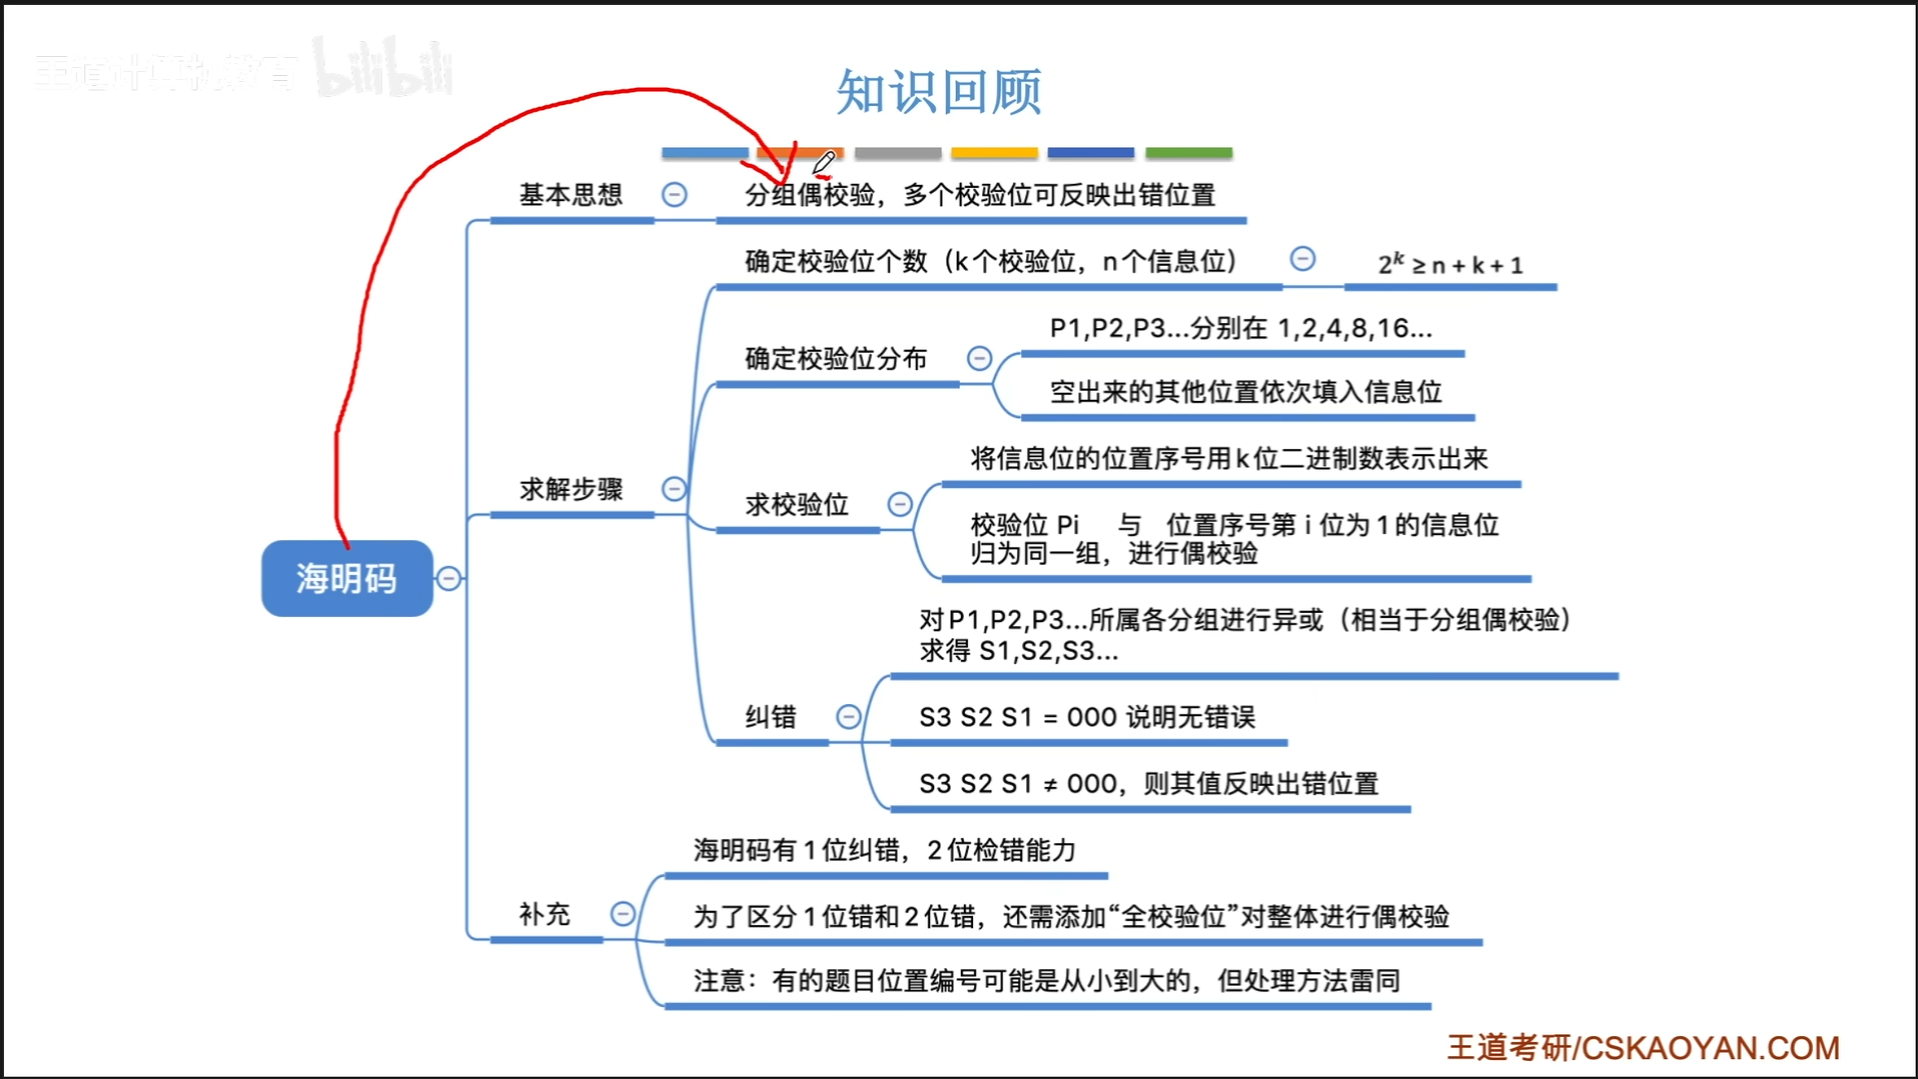 王道计算机教育 bilibili
知识回顾
基本思想
分组偶校验，多个校验位可反映出错位置
确定校验位个数（k个校验位，n个信息位）
2^k ≥ n + k + 1
P1,P2,P3...分别在 1,2,4,8,16...
确定校验位分布
空出来的其他位置依次填入信息位
将信息位的位置序号用k位二进制数表示出来
求解步骤
求校验位
校验位 Pi 与 位置序号第 i 位为1的信息位
归为同一组，进行偶校验
海明码
对P1,P2,P3...所属各分组进行异或（相当于分组偶校验）
求得 S1,S2,S3...
纠错
S3 S2 S1 = 000 说明无错误
S3 S2 S1 ≠ 000，则其值反映出错位置
海明码有1位纠错，2位检错能力
补充
为了区分1位错和2位错，还需添加“全校验位”对整体进行偶校验
注意：有的题目位置编号可能是从小到大的，但处理方法雷同
王道考研/CSKAOYAN.COM